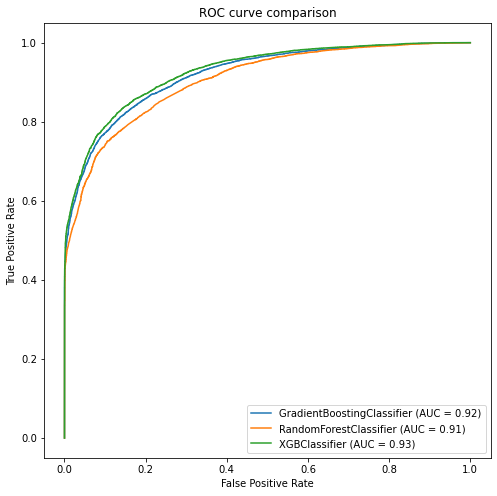 ROC curve comparison
1.0
0.8
0.6
0.4
0.2
0.0
True Positive Rate
GradientBoostingClassifier (AUC = 0.92)
RandomForestClassifier (AUC = 0.91)
XGBClassifier (AUC = 0.93)
0.0 0.2 0.4 0.6 0.8 1.0
False Positive Rate